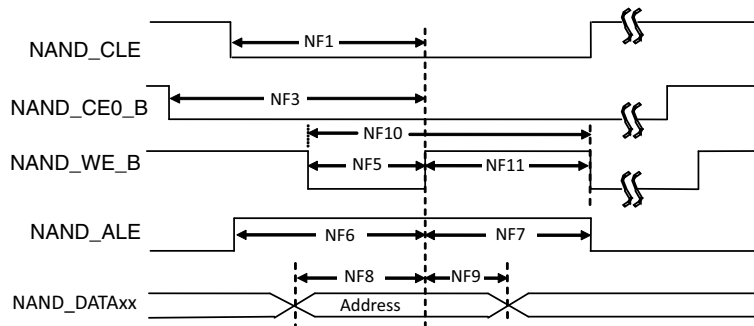 NF1
NAND_CLE
NF3
NAND_CE0_B
NF10
NAND_WE_B
NF5
NF11
NAND_ALE
NF6
NF7
NF8
NF9
NAND_DATAxx
Address